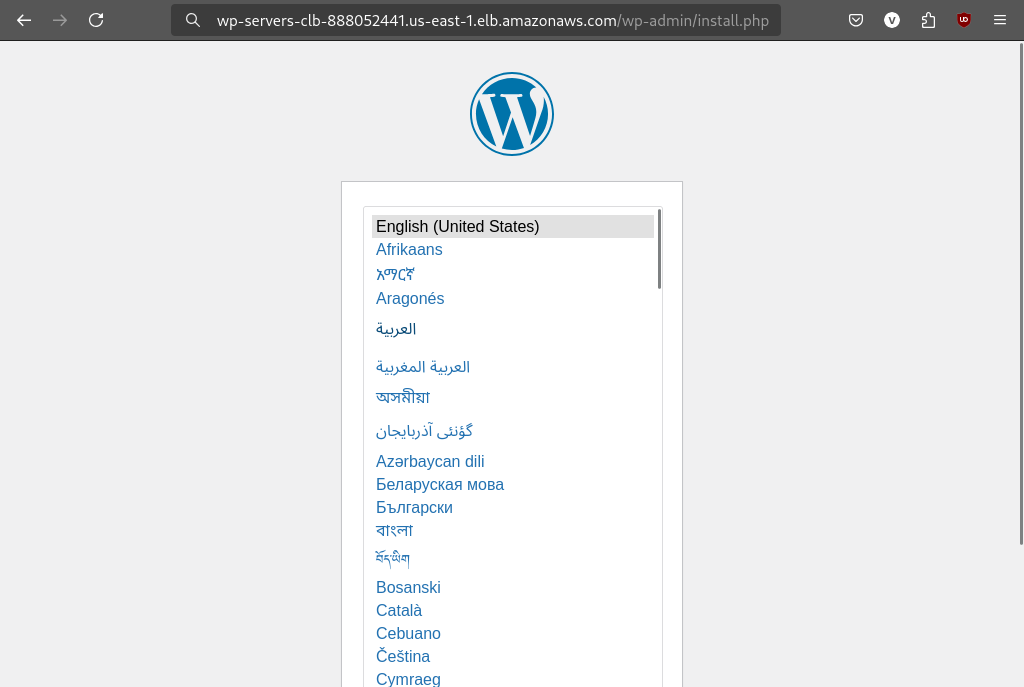 wp-servers-clb-888052441.us-east-1.elb.amazonaws.com/wp-admin/install.php
English (United States)
Afrikaans
አማርኛ
Aragonés
العربية
العربية المغربية
অসমীয়া
گؤنئی آذربایجان
Azərbaycan dili
Беларуская мова
Български
বাংলা
བོད་ཡིག
Bosanski
Català
Cebuano
Čeština
Cymraeg